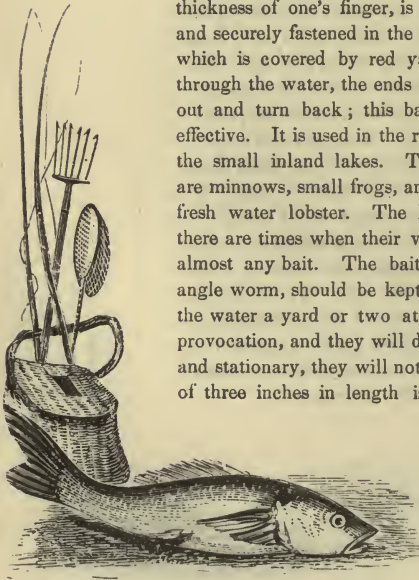 thickness of one's finger, is
and securely fastened in the
which is covered by red
through the water, the ends
out and turn back; this
effective. It is used in the
the small inland lakes.
are minnows, small frogs,
fresh water lobster. The
there are times when their
almost any bait. The bait
angle worm, should be kept
the water a yard or two at
provocation, and they will
and stationary, they will not
of three inches in length